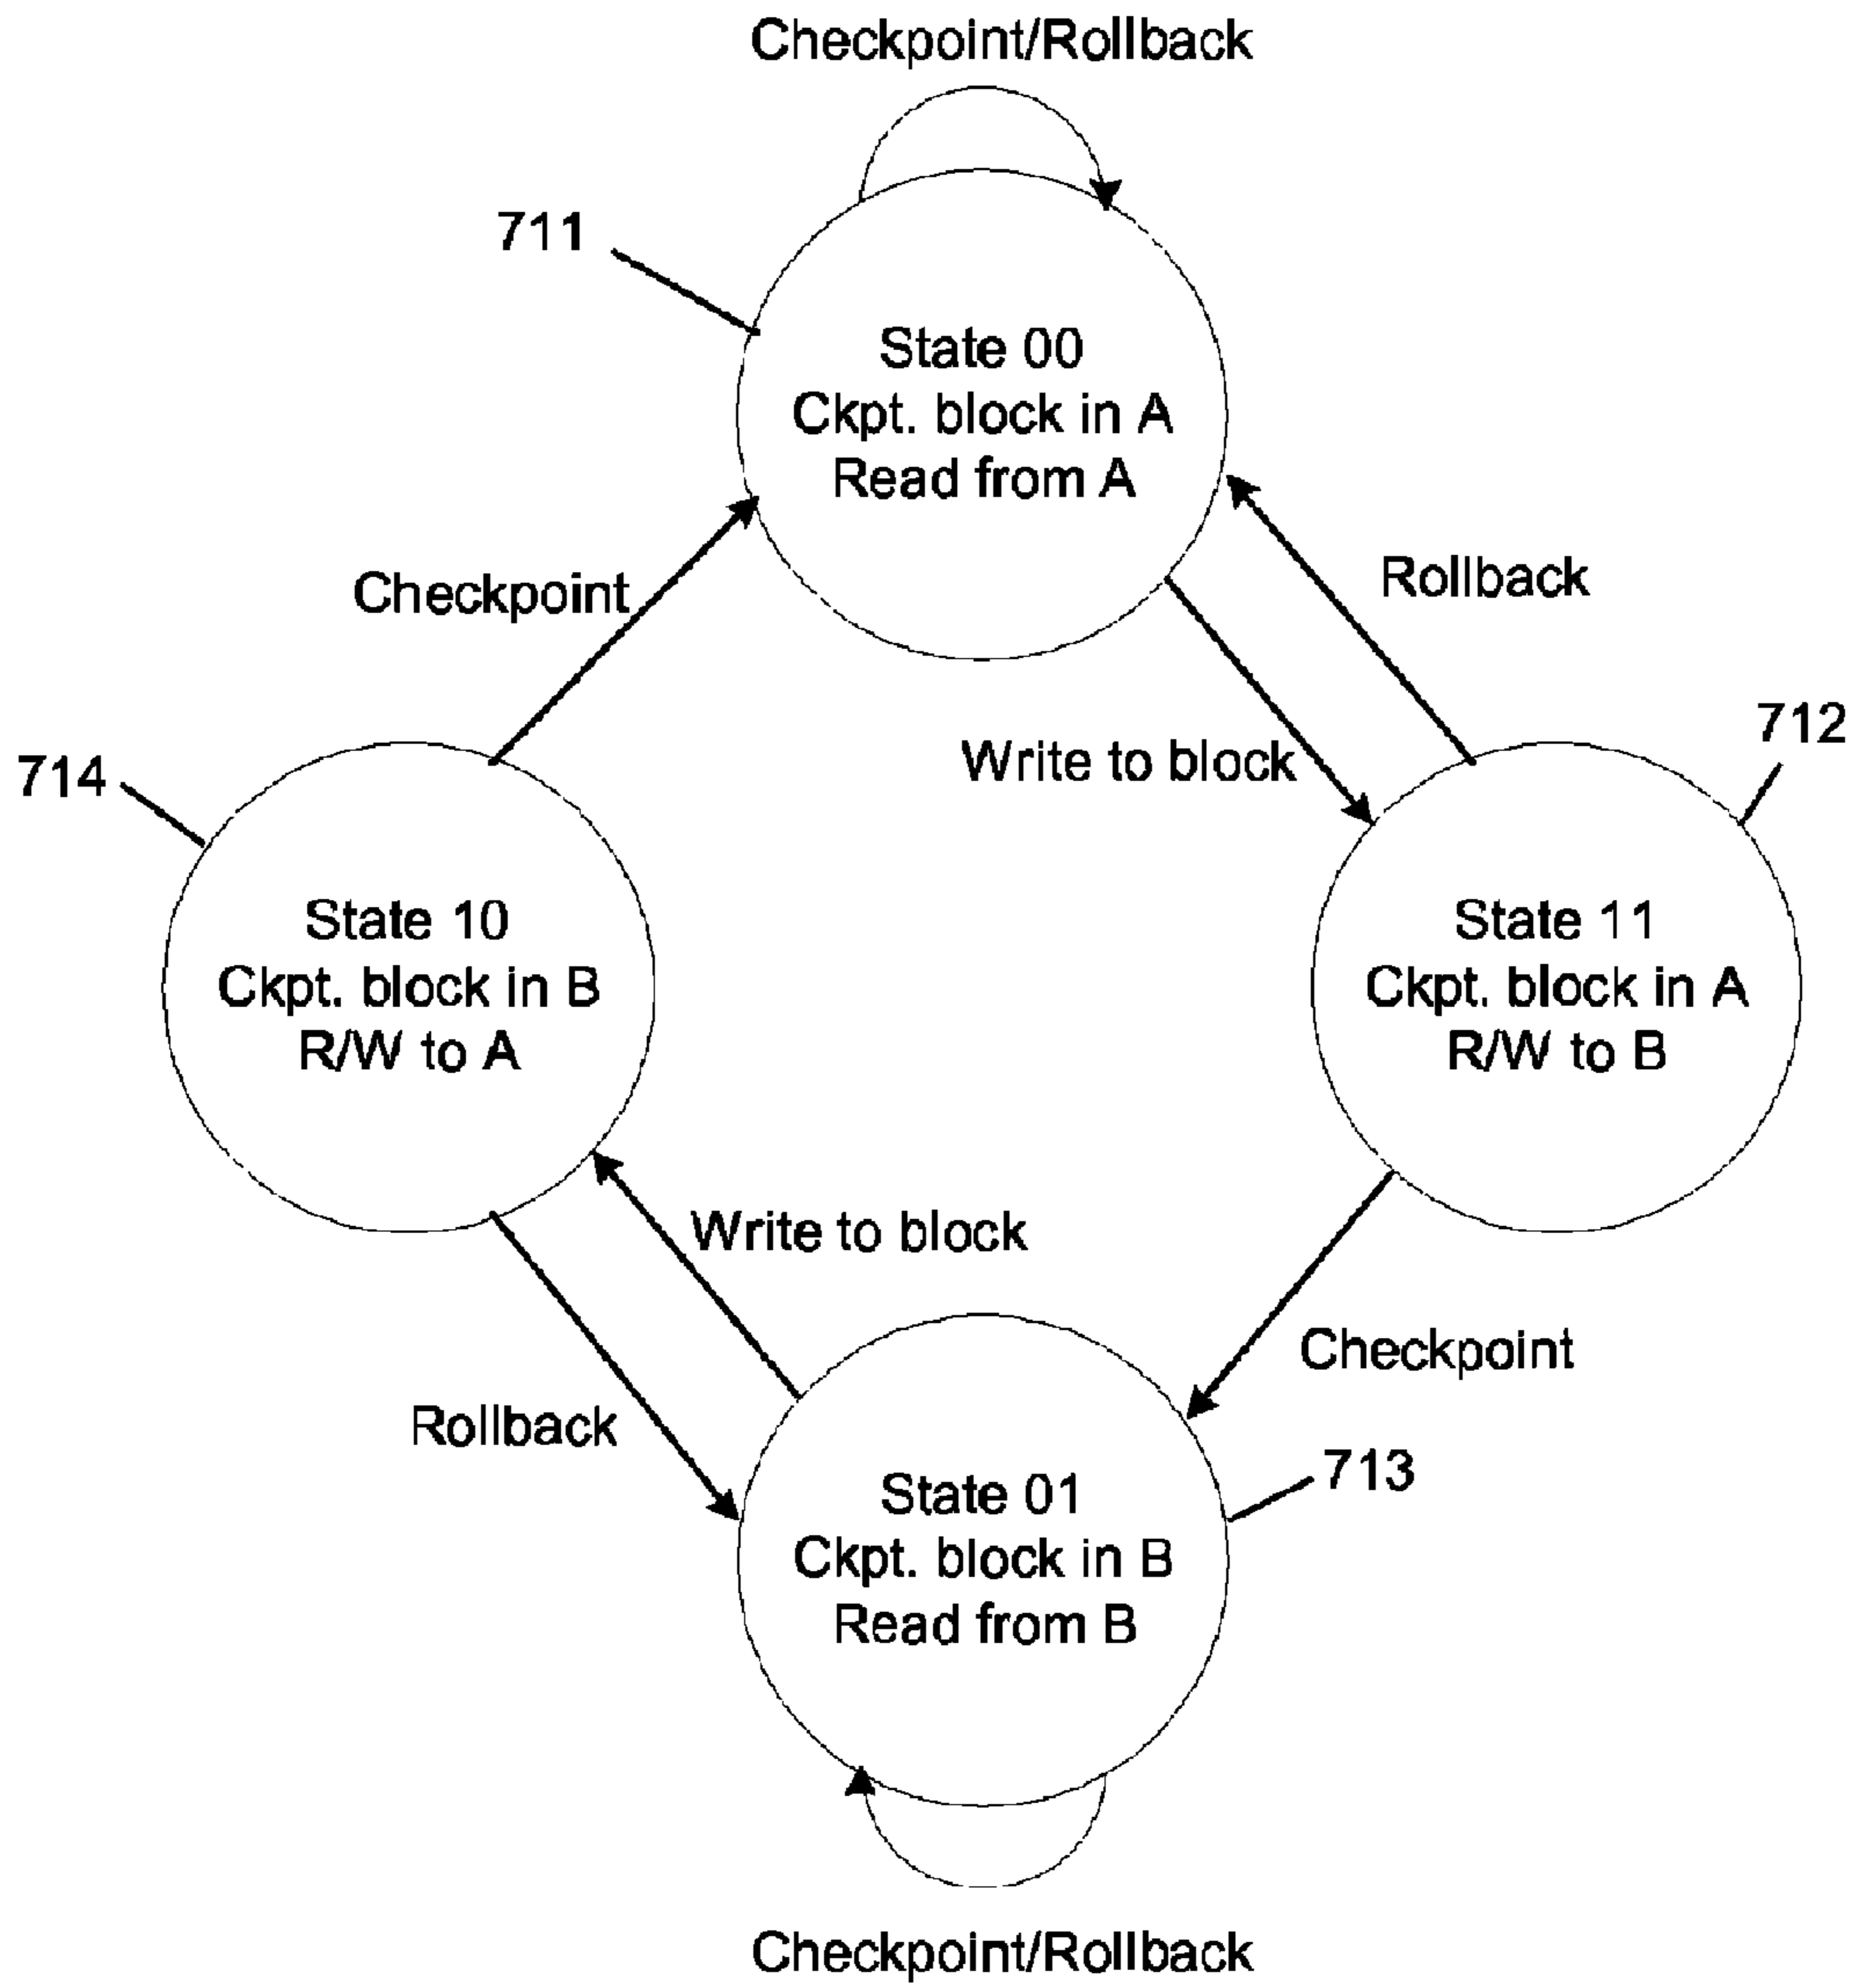 Checkpoint/Rollback
711
State 00
Ckpt. block in A
Read from A
Checkpoint
Rollback
Write to block
712
714
State 10
Ckpt. block in B
R/W to A
State 11
Ckpt. block in A
R/W to B
Write to block
Checkpoint
Rollback
713
State 01
Ckpt. block in B
Read from B
Checkpoint/Rollback